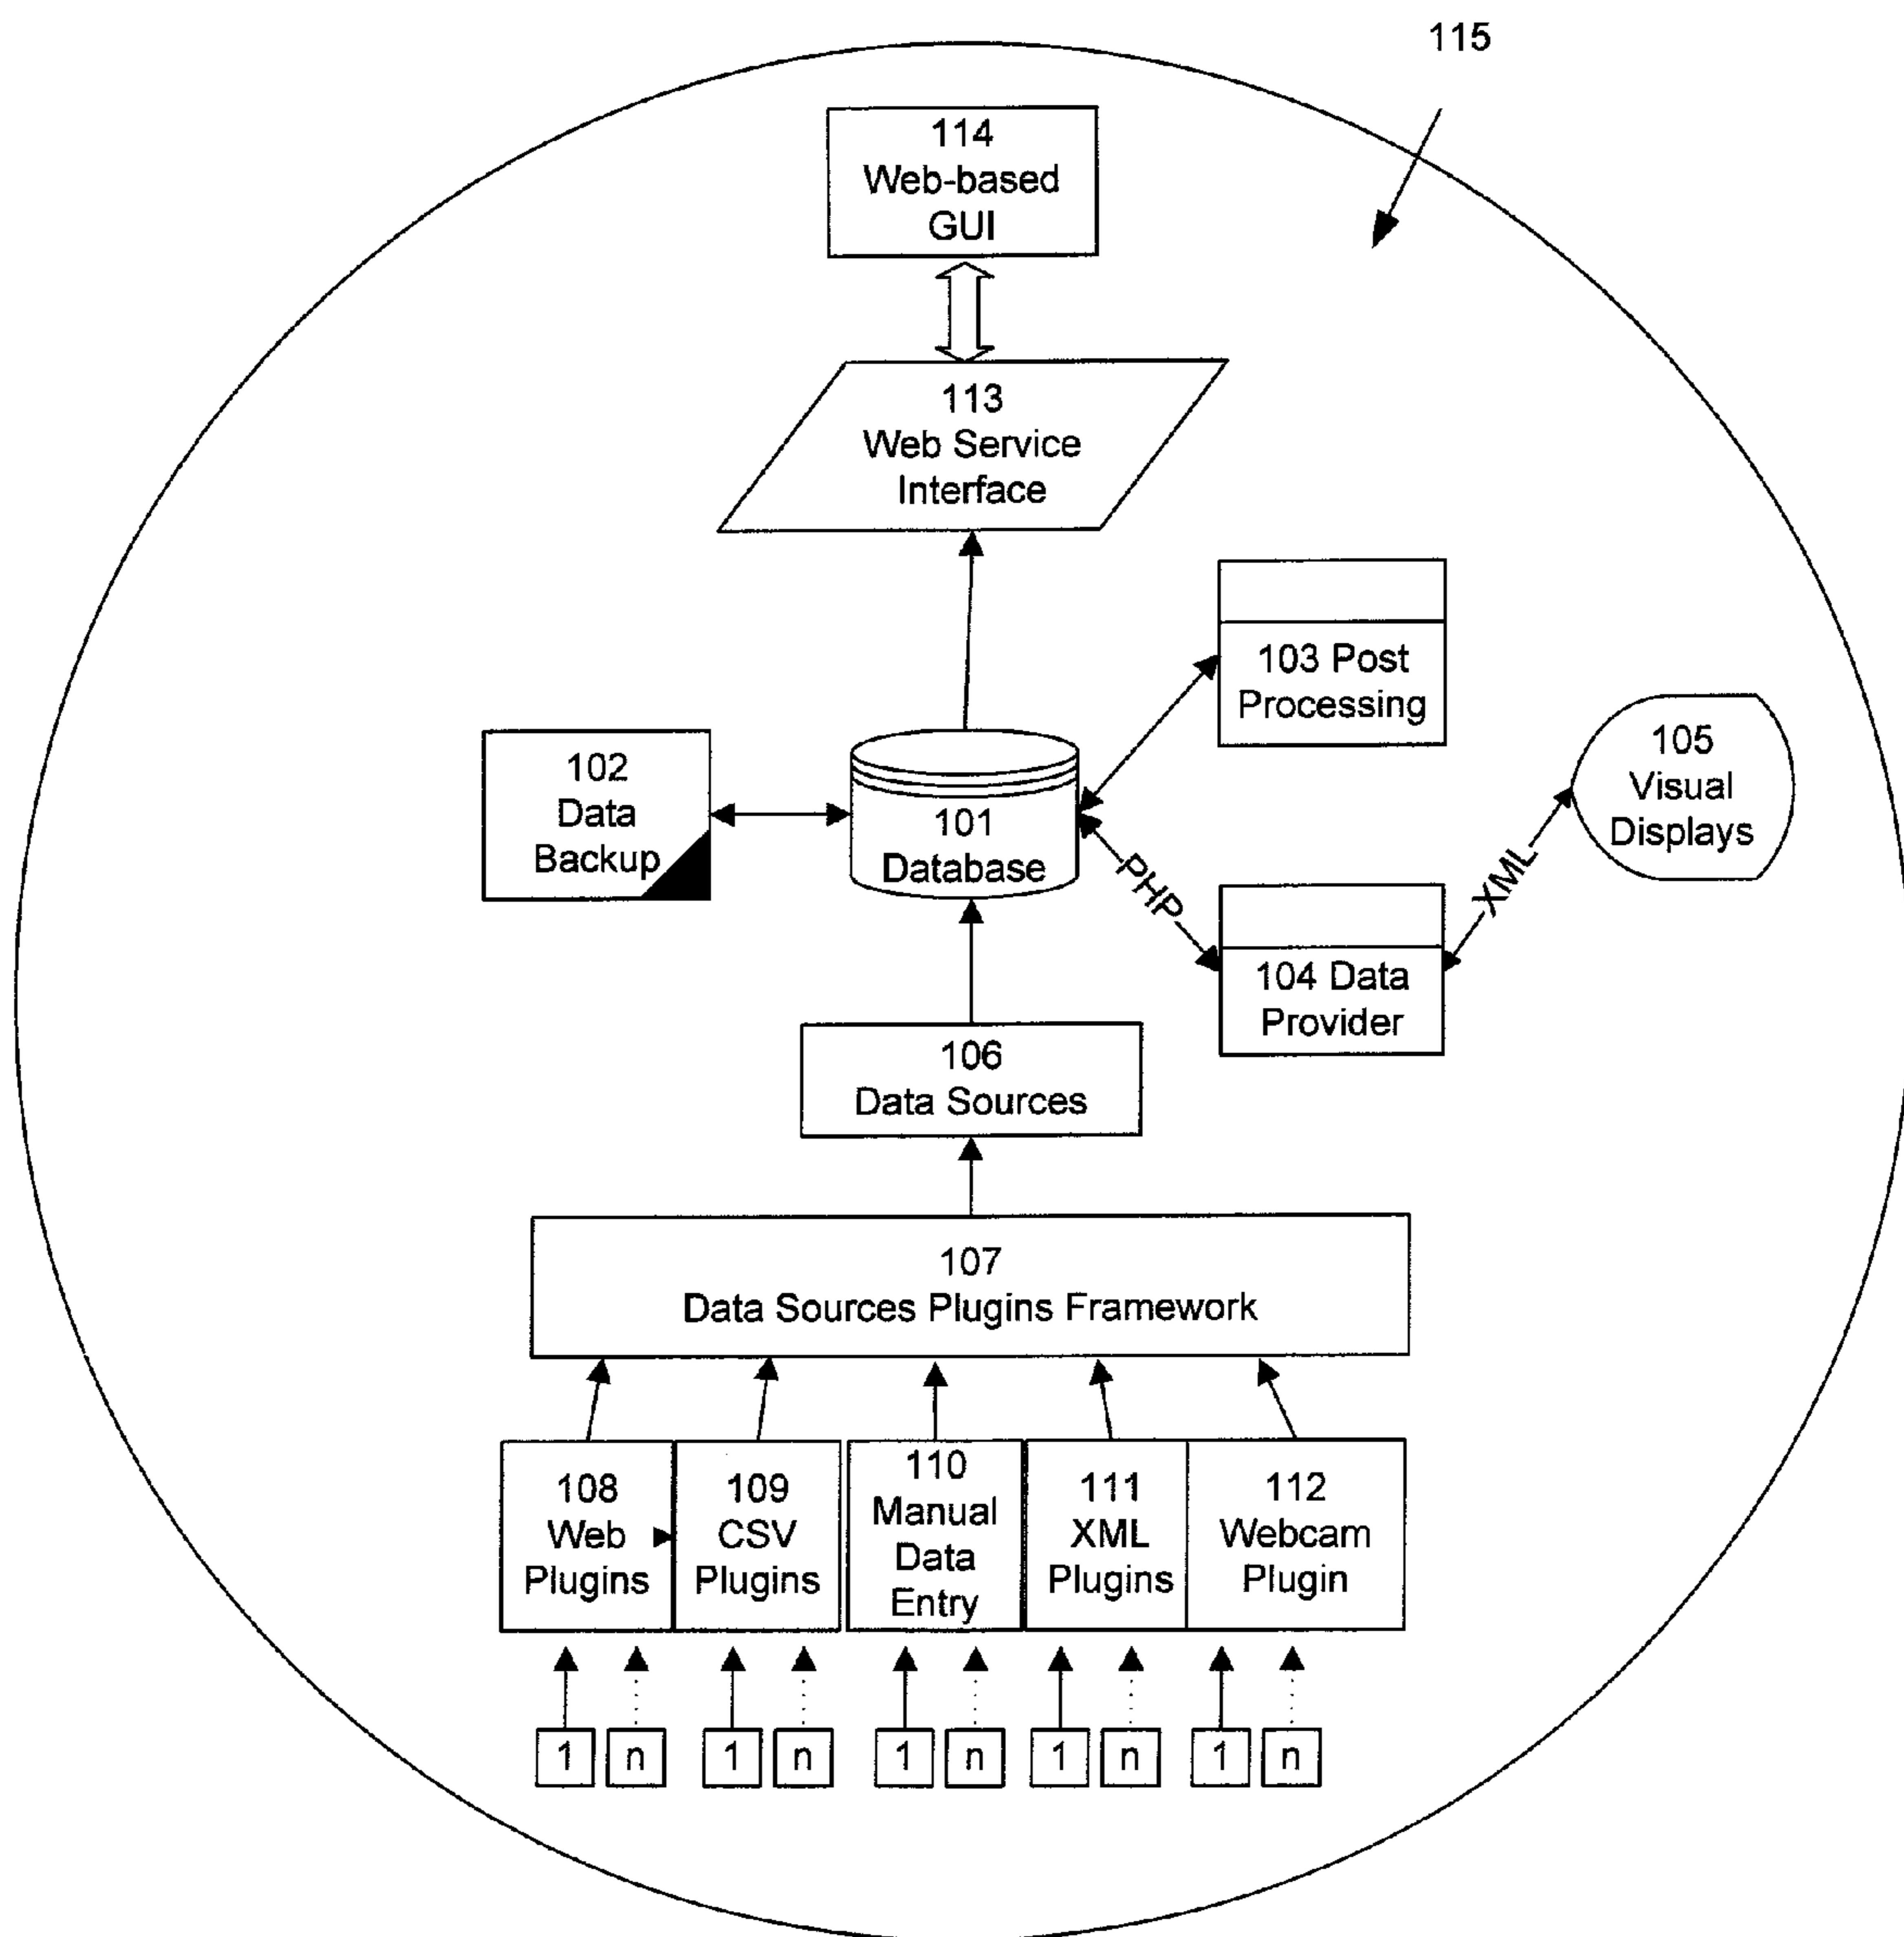 115
114
Web-based
GUI
113
Web Service
Interface
103 Post
Processing
102
Data
Backup
101
Database
105
Visual
Displays
PHP
XML
104 Data
Provider
106
Data Sources
107
Data Sources Plugins Framework
108
Web
Plugins
109
CSV
Plugins
110
Manual
Data
Entry
111
XML
Plugins
112
Webcam
Plugin
1 n 1 n 1 n 1 n 1 n